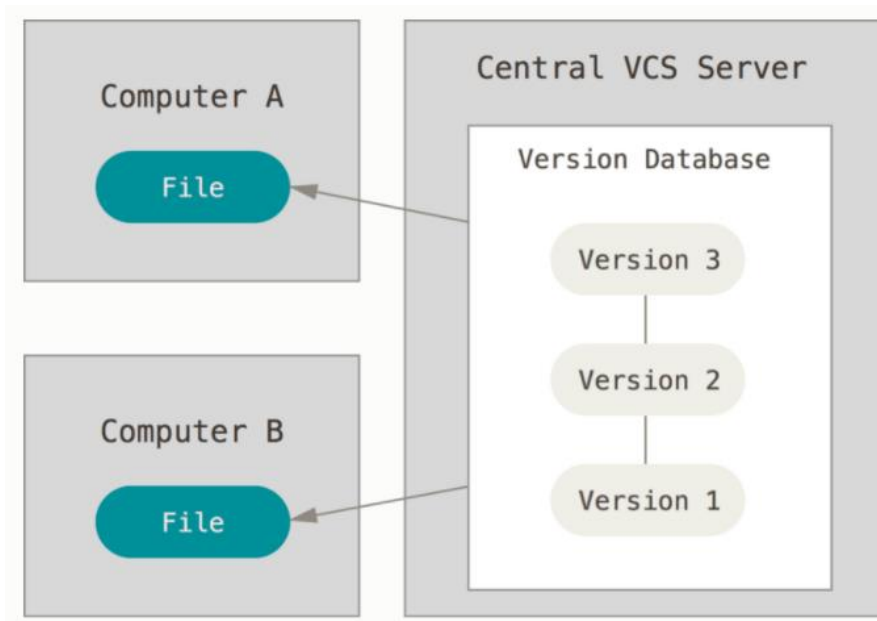 Computer A
File
Central VCS Server
Version Database
Version 3
Version 2
Version 1
Computer B
File